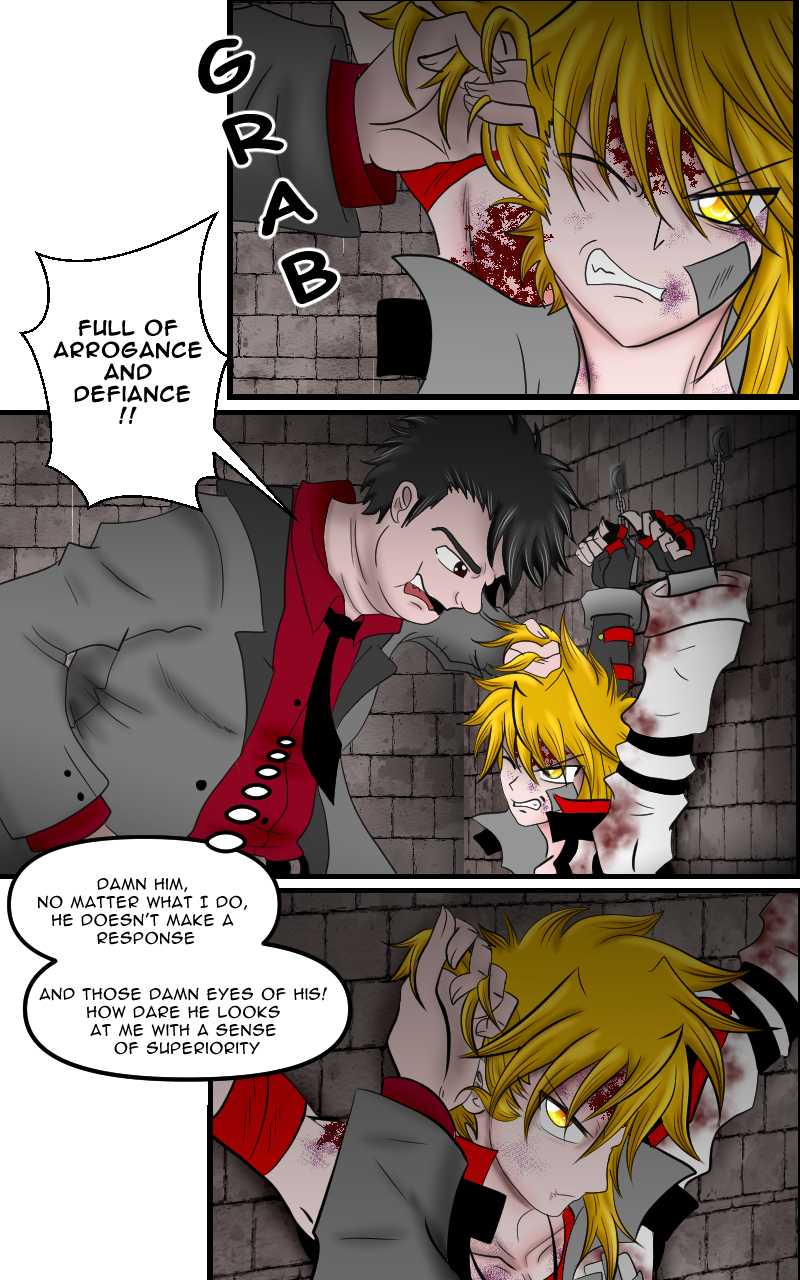 GRAB
FULL OF
ARROGANCE
AND
DEFIANCE
!!
DAMN HIM,
NO MATTER WHAT I DO,
HE DOESN'T MAKE A
RESPONSE
AND THOSE DAMN EYES OF HIS!
HOW DARE HE LOOKS
AT ME WITH A SENSE
OF SUPERIORITY